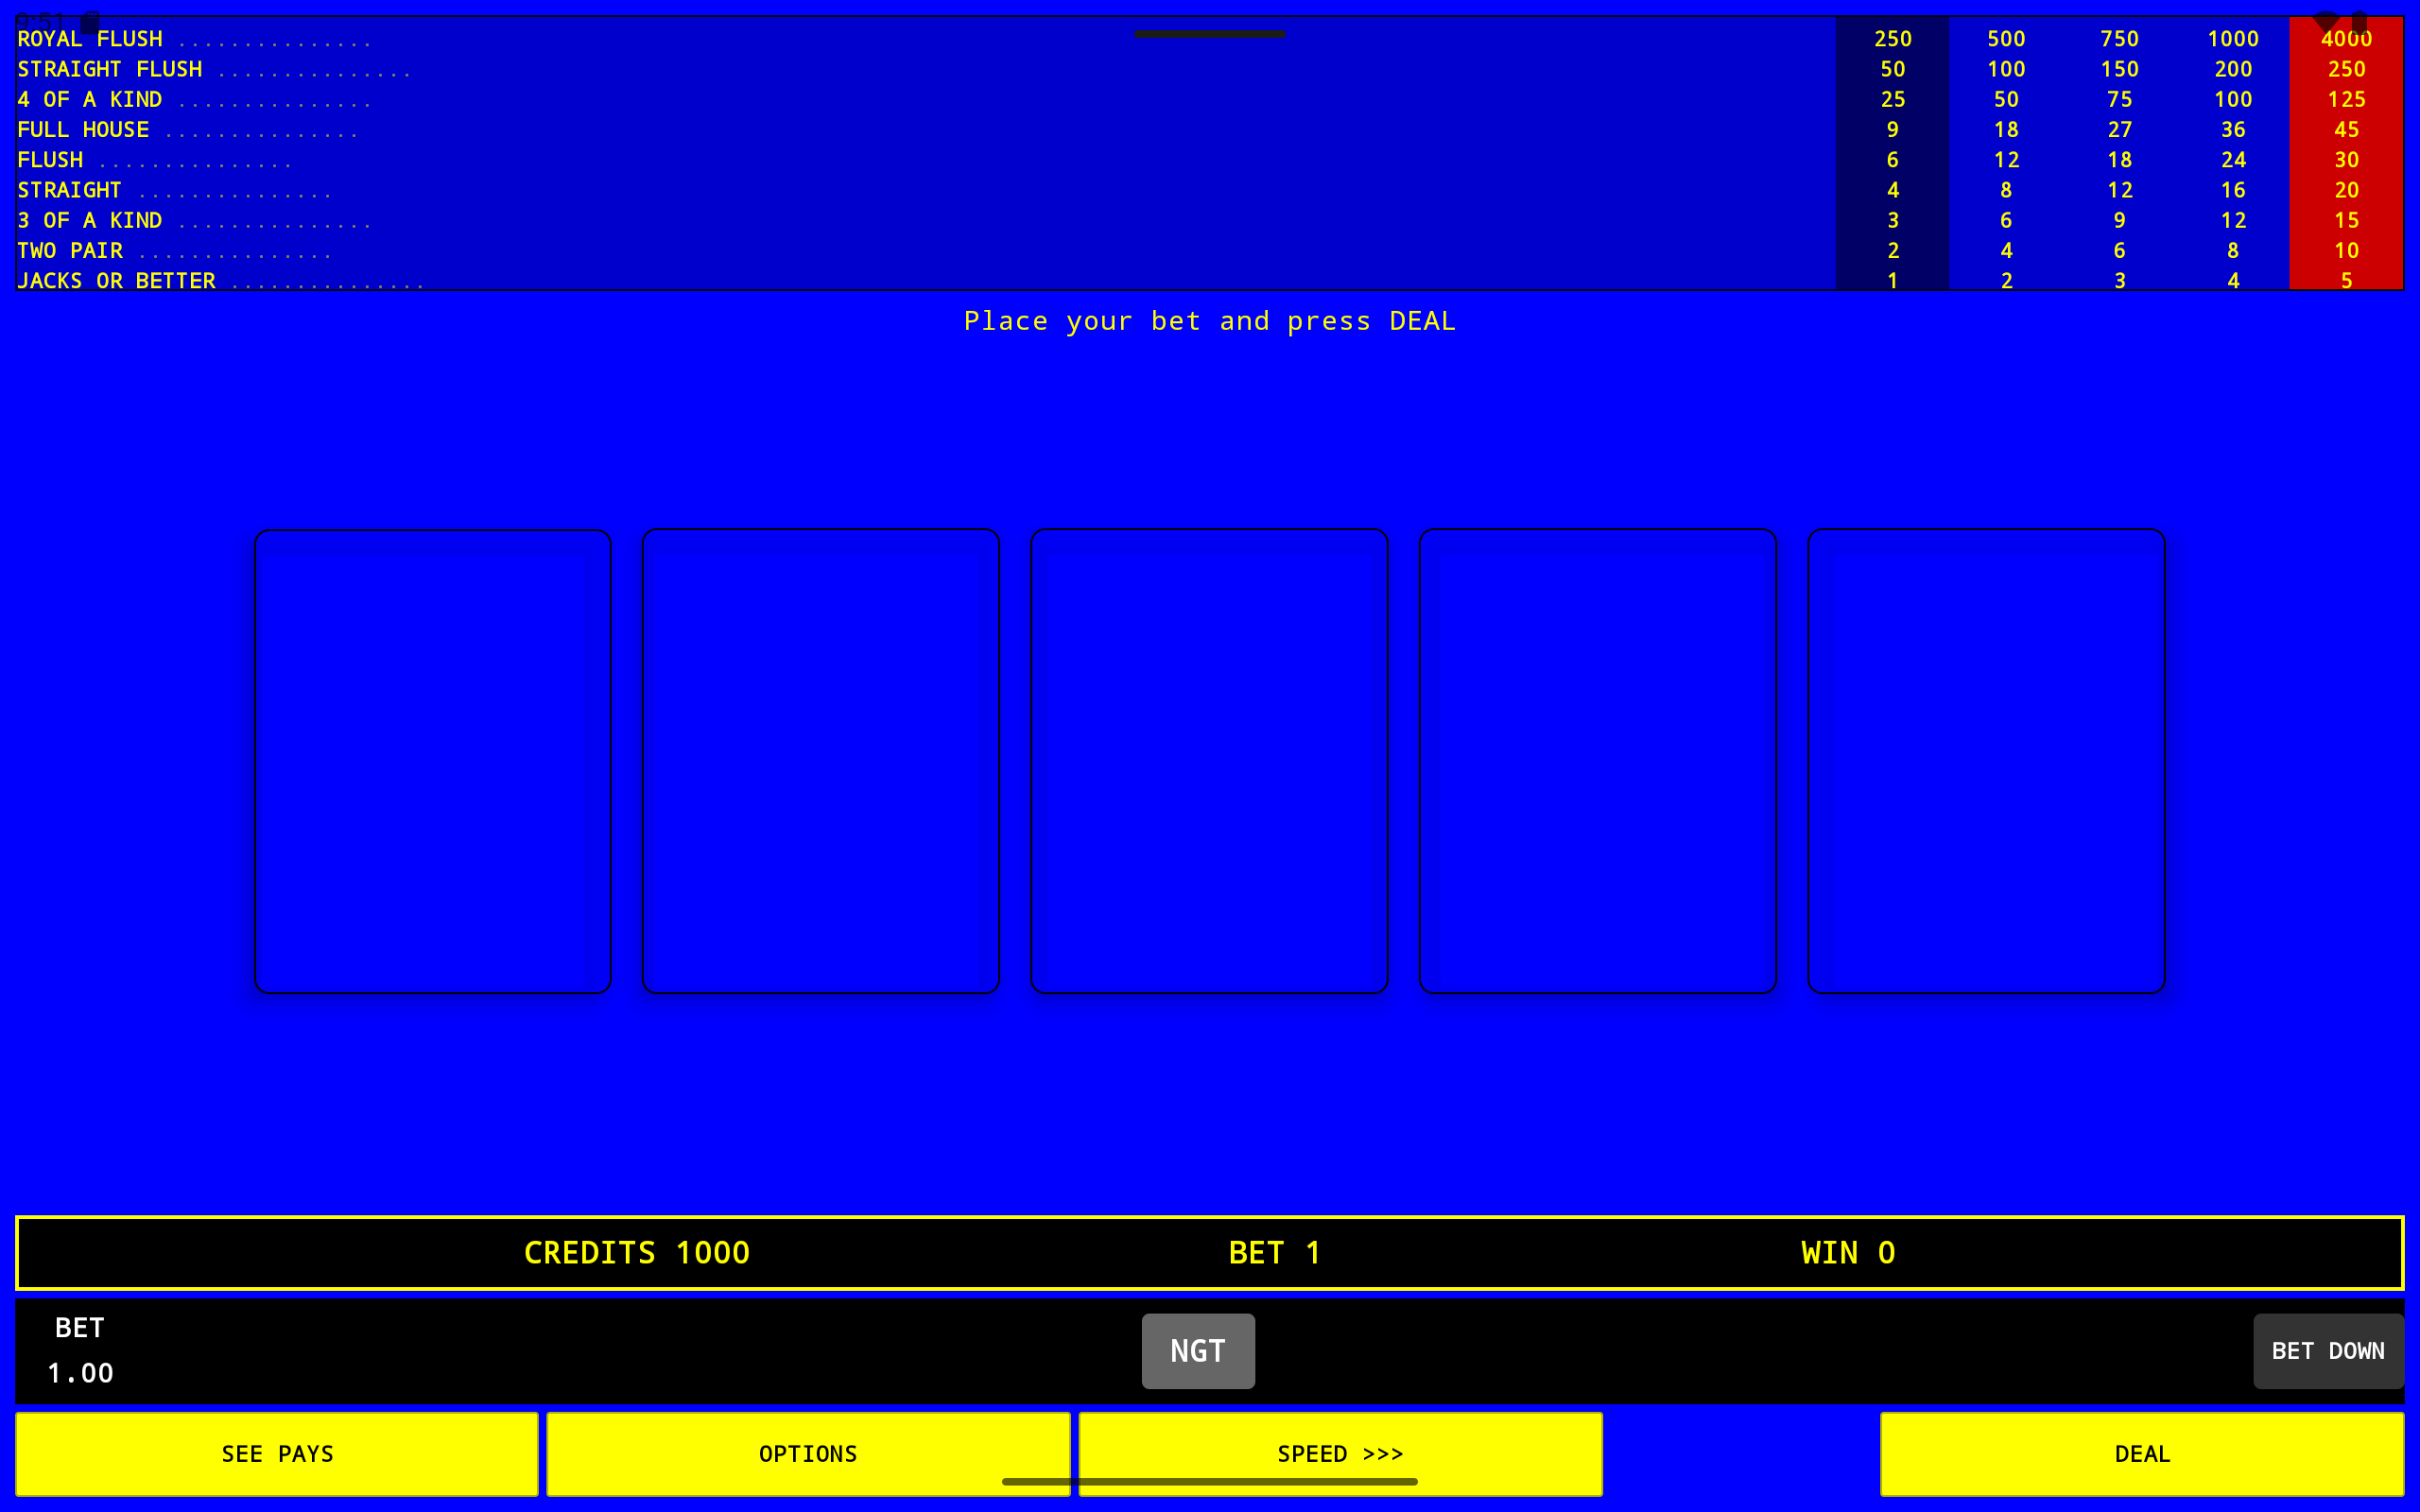 9:51
ROYAL FLUSH ............... 250 500 750 1000 4000
STRAIGHT FLUSH ............... 50 100 150 200 250
4 OF A KIND ............... 25 50 75 100 125
FULL HOUSE ............... 9 18 27 36 45
FLUSH ............... 6 12 18 24 30
STRAIGHT ............... 4 8 12 16 20
3 OF A KIND ............... 3 6 9 12 15
TWO PAIR ............... 2 4 6 8 10
JACKS OR BETTER ............... 1 2 3 4 5
Place your bet and press DEAL
CREDITS 1000 BET 1 WIN 0
BET
1.00
NGT
BET DOWN
SEE PAYS OPTIONS SPEED >>> DEAL